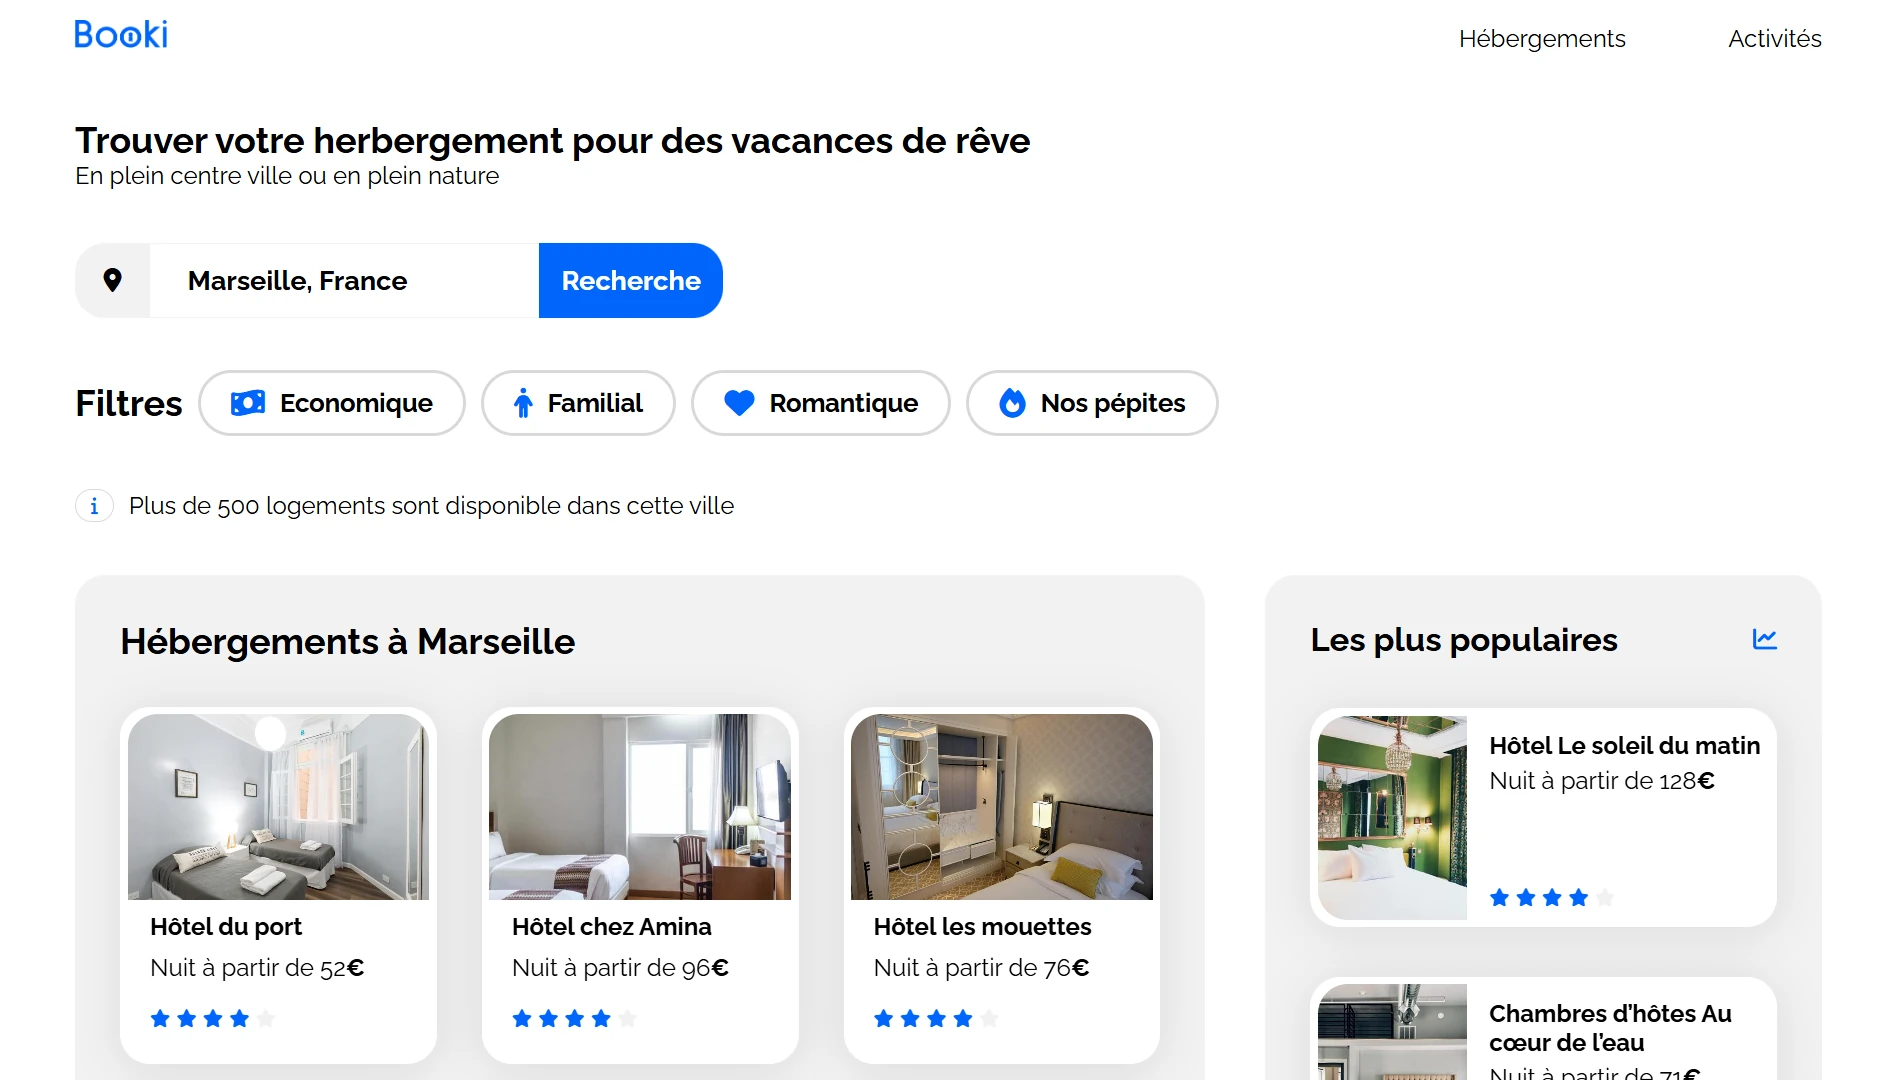 Booki
Hébergements
Activités
Trouver votre herbergement pour des vacances de rêve
En plein centre ville ou en plein nature
Marseille, France
Recherche
Filtres
Economique
Familial
Romantique
Nos pépites
Plus de 500 logements sont disponible dans cette ville
Hébergements à Marseille
Hôtel du port
Nuit à partir de 52€
Hôtel chez Amina
Nuit à partir de 96€
Hôtel les mouettes
Nuit à partir de 76€
Les plus populaires
Hôtel Le soleil du matin
Nuit à partir de 128€
Chambres d’hôtes Au
cœur de l’eau
Nuit à partir de 71€